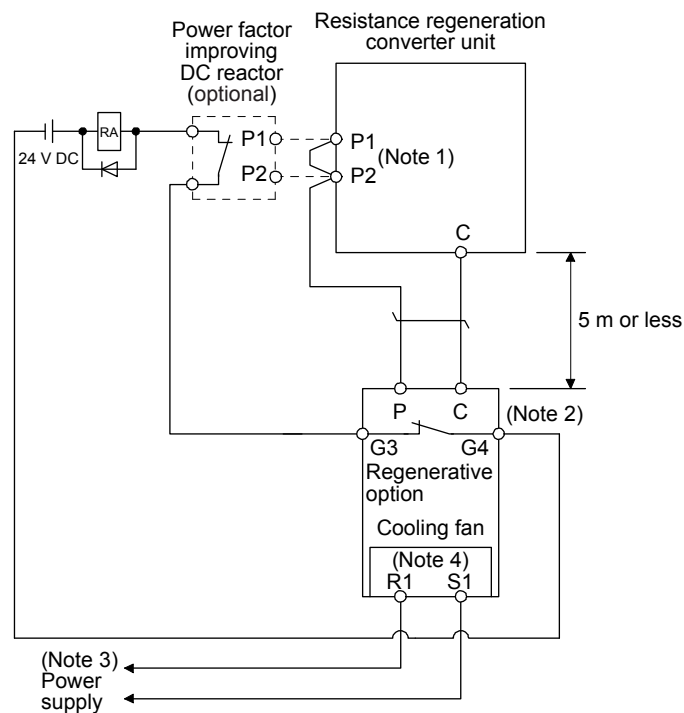 Power factor
improving
DC reactor
(optional)
Resistance regeneration
converter unit
RA
24 V DC
P1
P2
P1
P2
(Note 1)
C
5 m or less
P
C
(Note 2)
G3
G4
Regenerative
option
Cooling fan
(Note 4)
R1
S1
(Note 3)
Power
supply